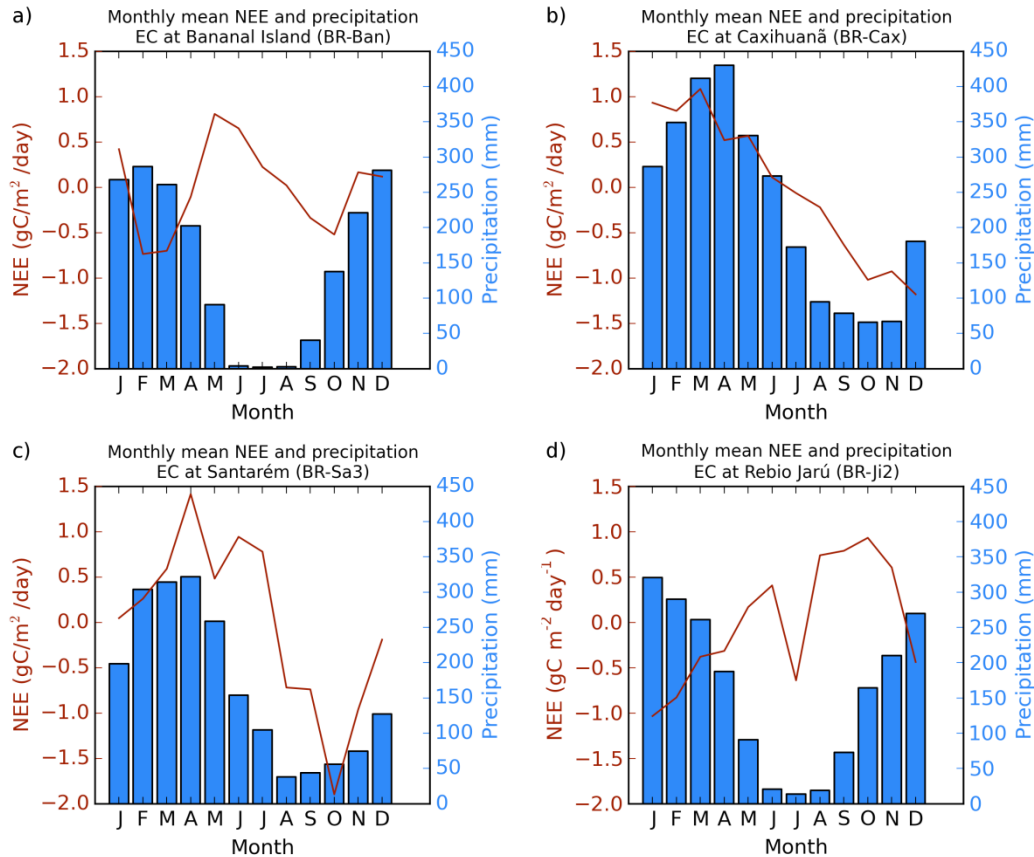 a)
Monthly mean NEE and precipitation
EC at Bananal Island (BR-Ban)
1.5
1.0
0.5
0.0
−0.5
−1.0
−1.5
−2.0
NEE (gC/m² /day)
450
400
350
300
250
200
150
100
50
0
Precipitation (mm)
J F M A M J J A S O N D
Month
b)
Monthly mean NEE and precipitation
EC at Caxihuanã (BR-Cax)
1.5
1.0
0.5
0.0
−0.5
−1.0
−1.5
−2.0
NEE (gC/m² /day)
450
400
350
300
250
200
150
100
50
0
Precipitation (mm)
J F M A M J J A S O N D
Month
c)
Monthly mean NEE and precipitation
EC at Santarém (BR-Sa3)
1.5
1.0
0.5
0.0
−0.5
−1.0
−1.5
−2.0
NEE (gC/m² /day)
450
400
350
300
250
200
150
100
50
0
Precipitation (mm)
J F M A M J J A S O N D
Month
d)
Monthly mean NEE and precipitation
EC at Rebio Jarú (BR-Ji2)
1.5
1.0
0.5
0.0
−0.5
−1.0
−1.5
−2.0
NEE (gC m⁻² day⁻¹)
450
400
350
300
250
200
150
100
50
0
Precipitation (mm)
J F M A M J J A S O N D
Month